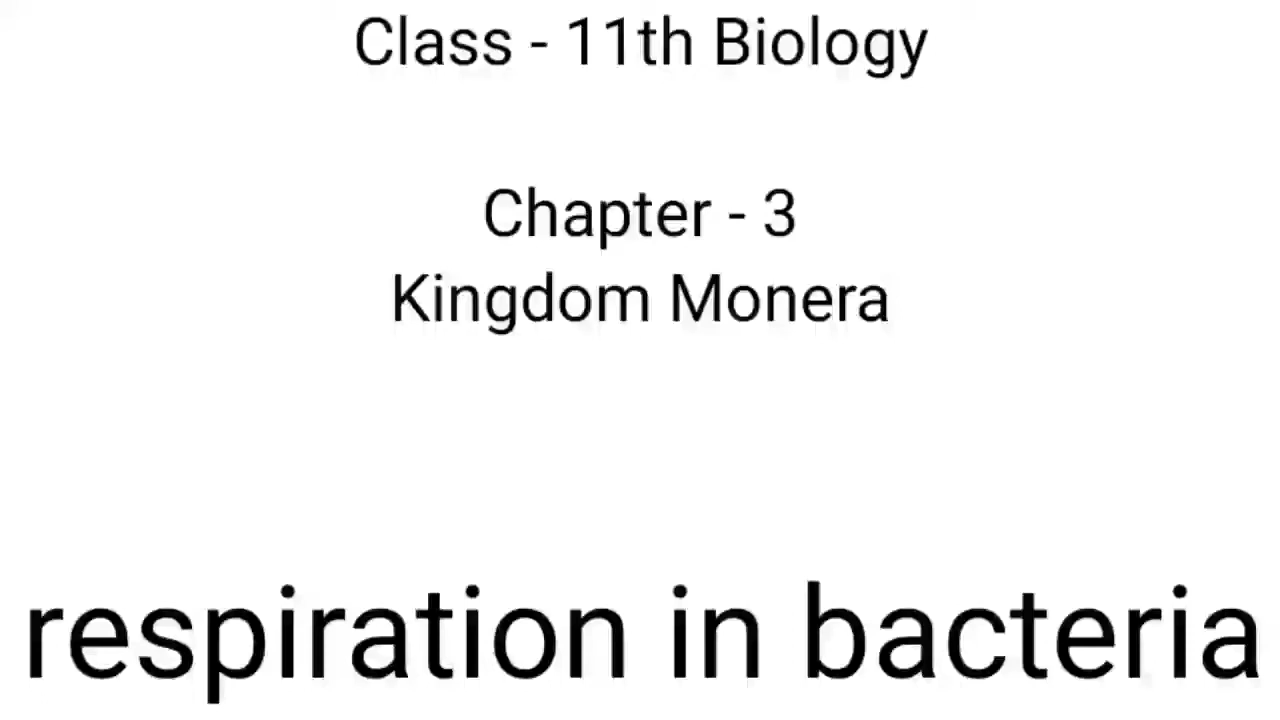 Class - 11th Biology
Chapter - 3
Kingdom Monera
respiration in bacteria